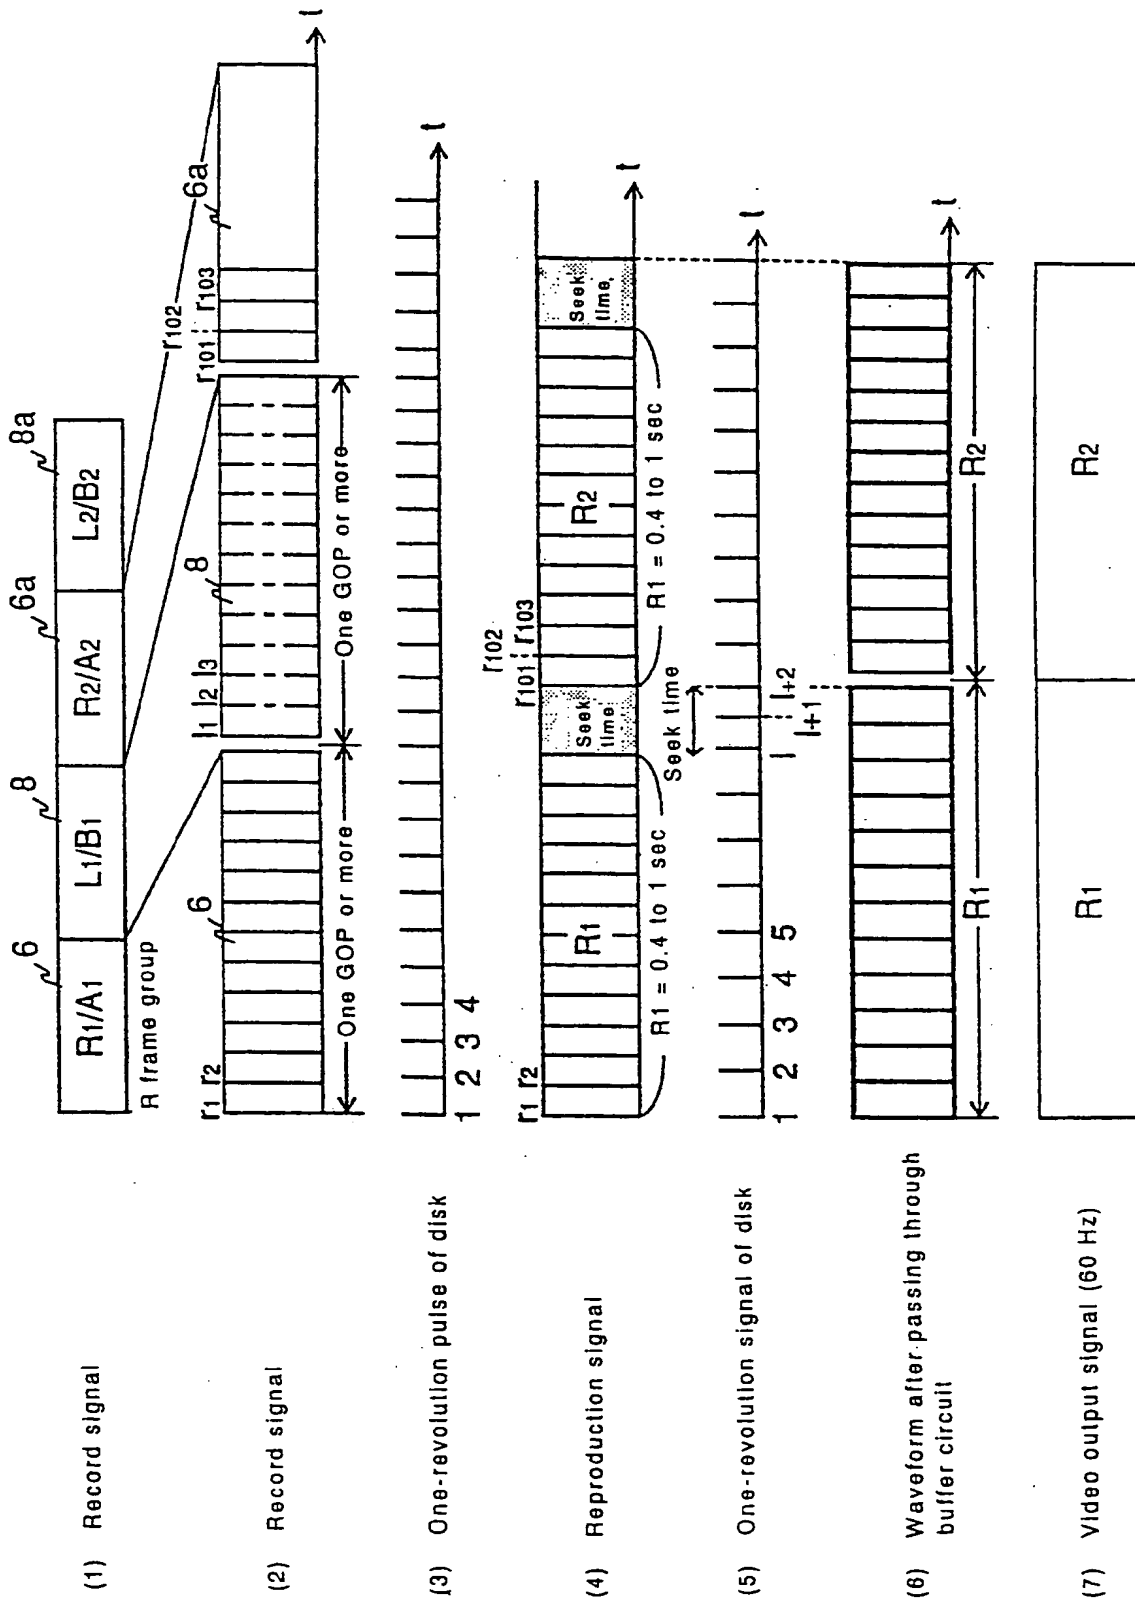 (1) Record signal
6
8
6a
8a
R1/A1
L1/B1
R2/A2
L2/B2
R frame group
(2) Record signal
r1 r2
6
l1 l2 l3
8
r101 r102 r103
6a
t
One GOP or more
One GOP or more
(3) One-revolution pulse of disk
1 2 3 4
t
(4) Reproduction signal
r1 r2
R1
Seek time
r101 r102 r103
R2
Seek time
t
R1 = 0.4 to 1 sec
R1 = 0.4 to 1 sec
Seek time
(5) One-revolution signal of disk
1 2 3 4 5
l l+1 l+2
t
(6) Waveform after passing through
buffer circuit
t
R1
R2
(7) Video output signal (60 Hz)
R1
R2